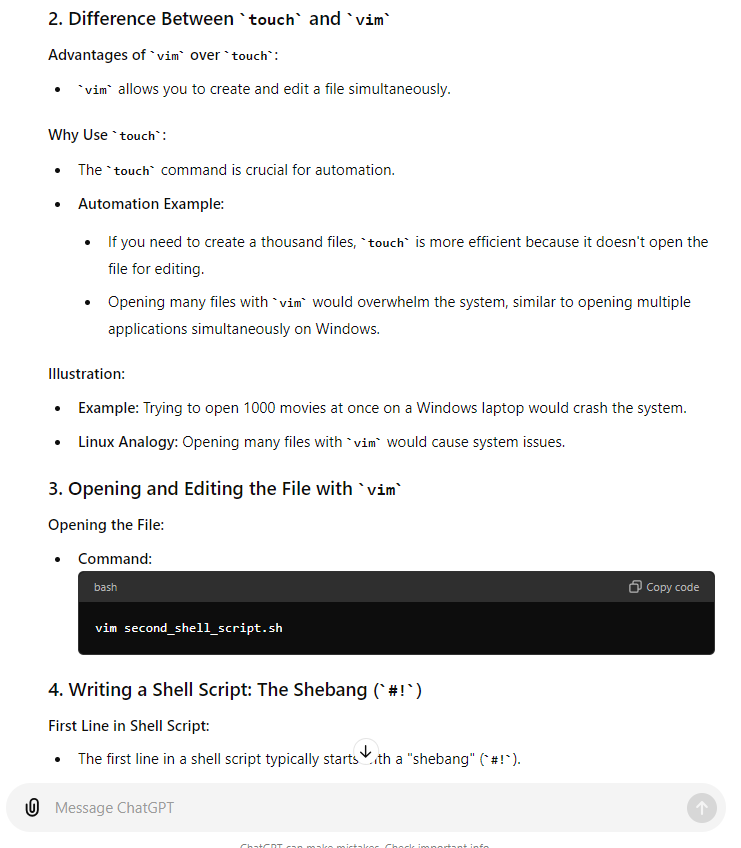 2. Difference Between `touch` and `vim`
Advantages of `vim` over `touch`:
`vim` allows you to create and edit a file simultaneously.
Why Use `touch`:
The `touch` command is crucial for automation.
Automation Example:
If you need to create a thousand files, `touch` is more efficient because it doesn't open the
file for editing.
Opening many files with `vim` would overwhelm the system, similar to opening multiple
applications simultaneously on Windows.
Illustration:
Example: Trying to open 1000 movies at once on a Windows laptop would crash the system.
Linux Analogy: Opening many files with `vim` would cause system issues.
3. Opening and Editing the File with `vim`
Opening the File:
Command:
bash Copy code
vim second_shell_script.sh
4. Writing a Shell Script: The Shebang (`#!`)
First Line in Shell Script:
The first line in a shell script typically starts with a "shebang" (`#!`).
Message ChatGPT
ChatGPT can make mistakes. Check important info.